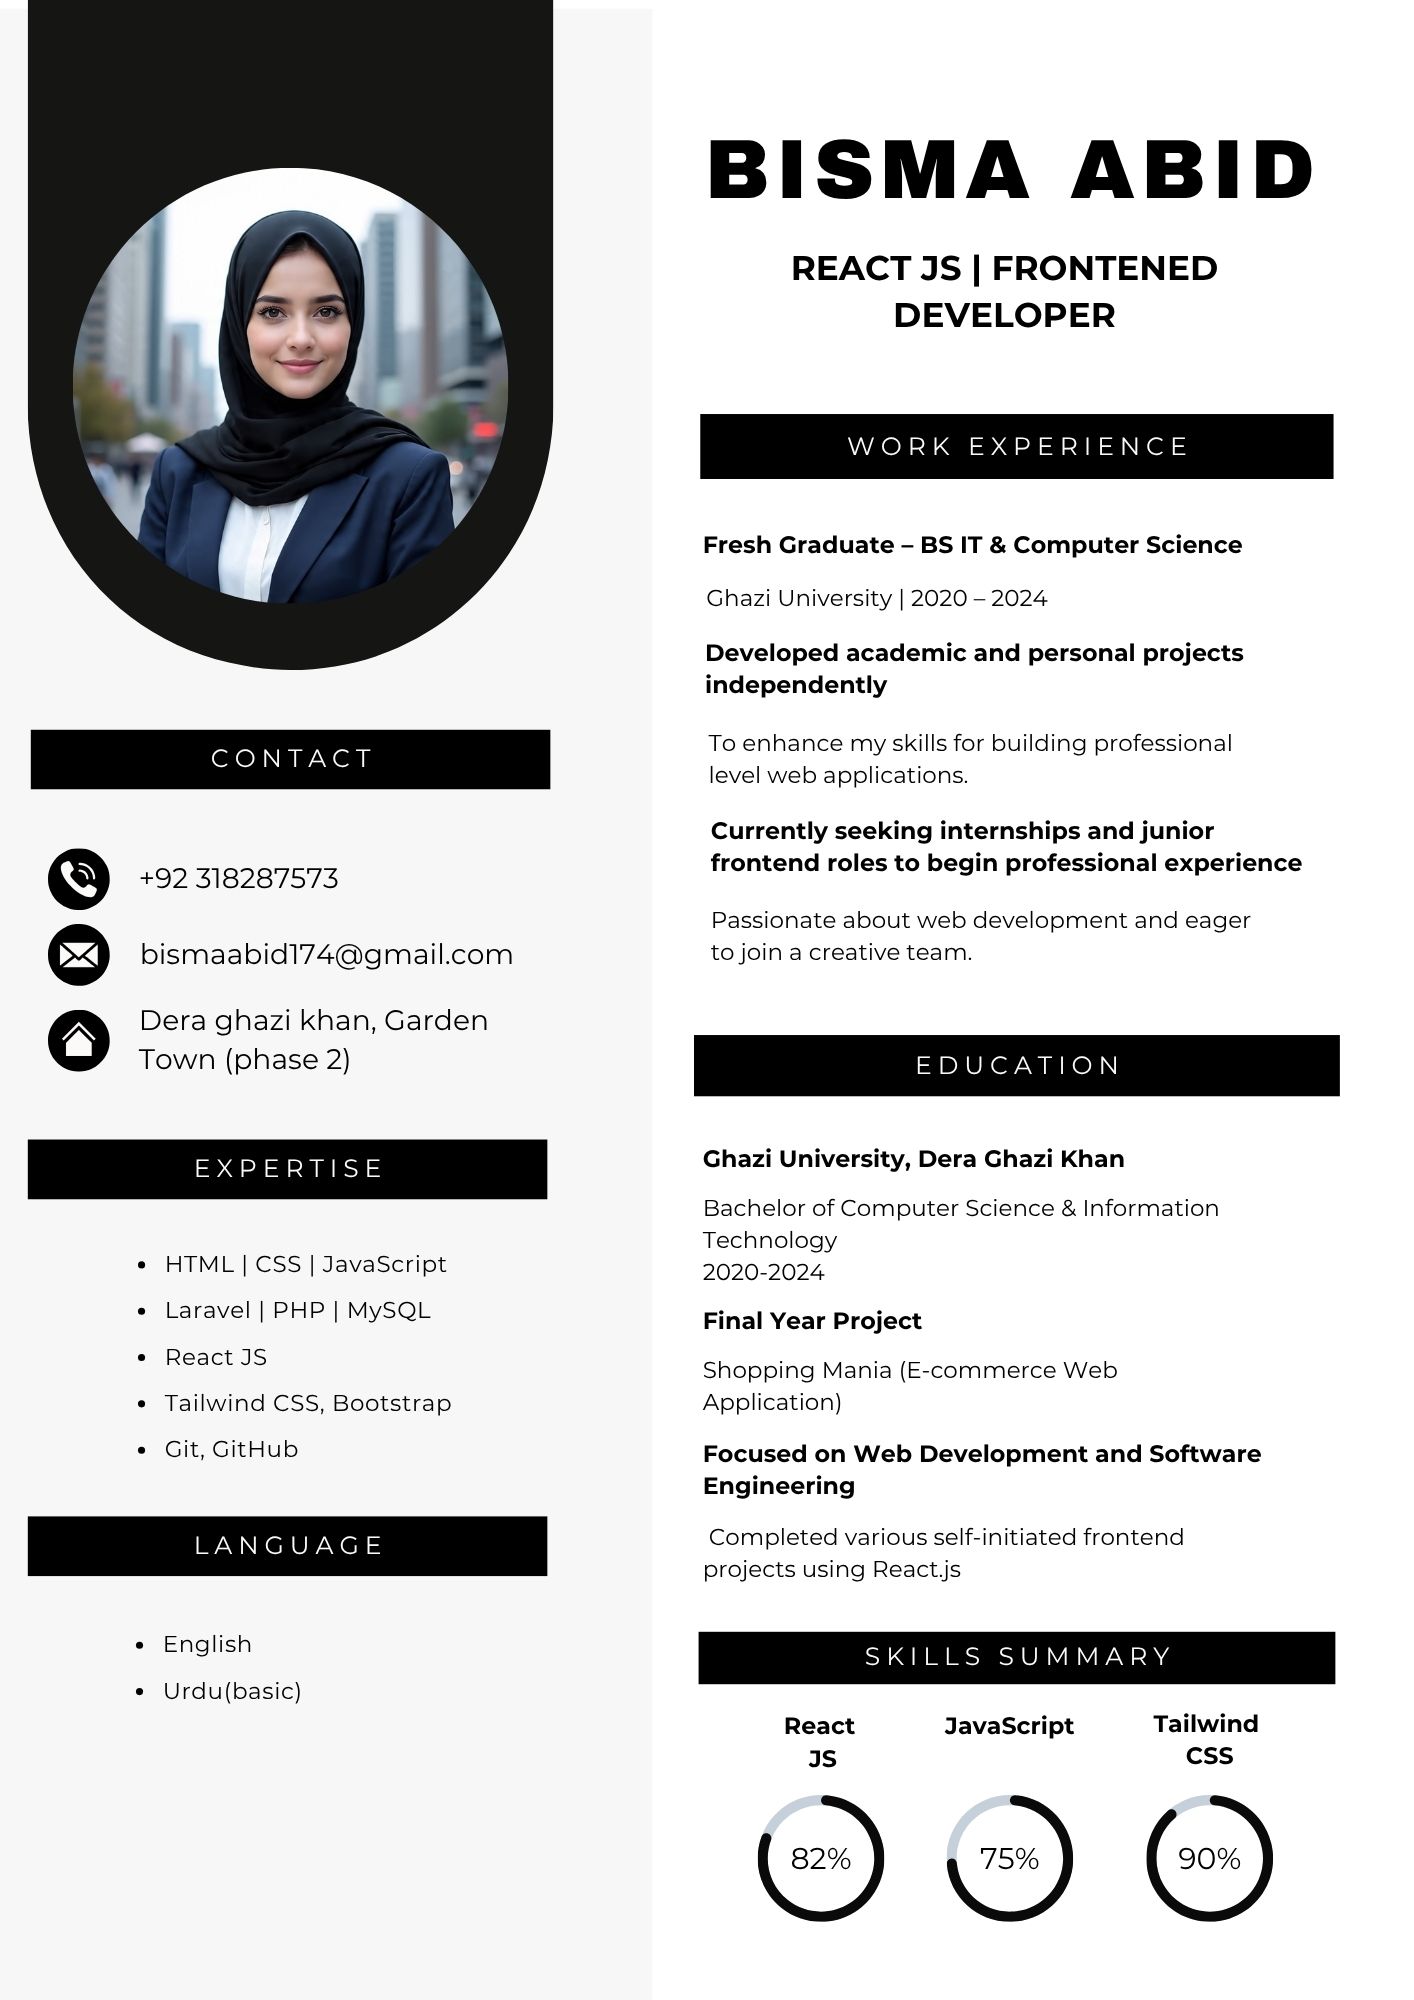 BISMA ABID
REACT JS | FRONTENED
DEVELOPER
CONTACT
+92 318287573
bismaabid174@gmail.com
Dera ghazi khan, Garden
Town (phase 2)
EXPERTISE
• HTML | CSS | JavaScript
• Laravel | PHP | MySQL
• React JS
• Tailwind CSS, Bootstrap
• Git, GitHub
LANGUAGE
• English
• Urdu(basic)
WORK EXPERIENCE
Fresh Graduate – BS IT & Computer Science
Ghazi University | 2020 – 2024
Developed academic and personal projects
independently
To enhance my skills for building professional
level web applications.
Currently seeking internships and junior
frontend roles to begin professional experience
Passionate about web development and eager
to join a creative team.
EDUCATION
Ghazi University, Dera Ghazi Khan
Bachelor of Computer Science & Information
Technology
2020-2024
Final Year Project
Shopping Mania (E-commerce Web
Application)
Focused on Web Development and Software
Engineering
Completed various self-initiated frontend
projects using React.js
SKILLS SUMMARY
React
JS
82%
JavaScript
75%
Tailwind
CSS
90%